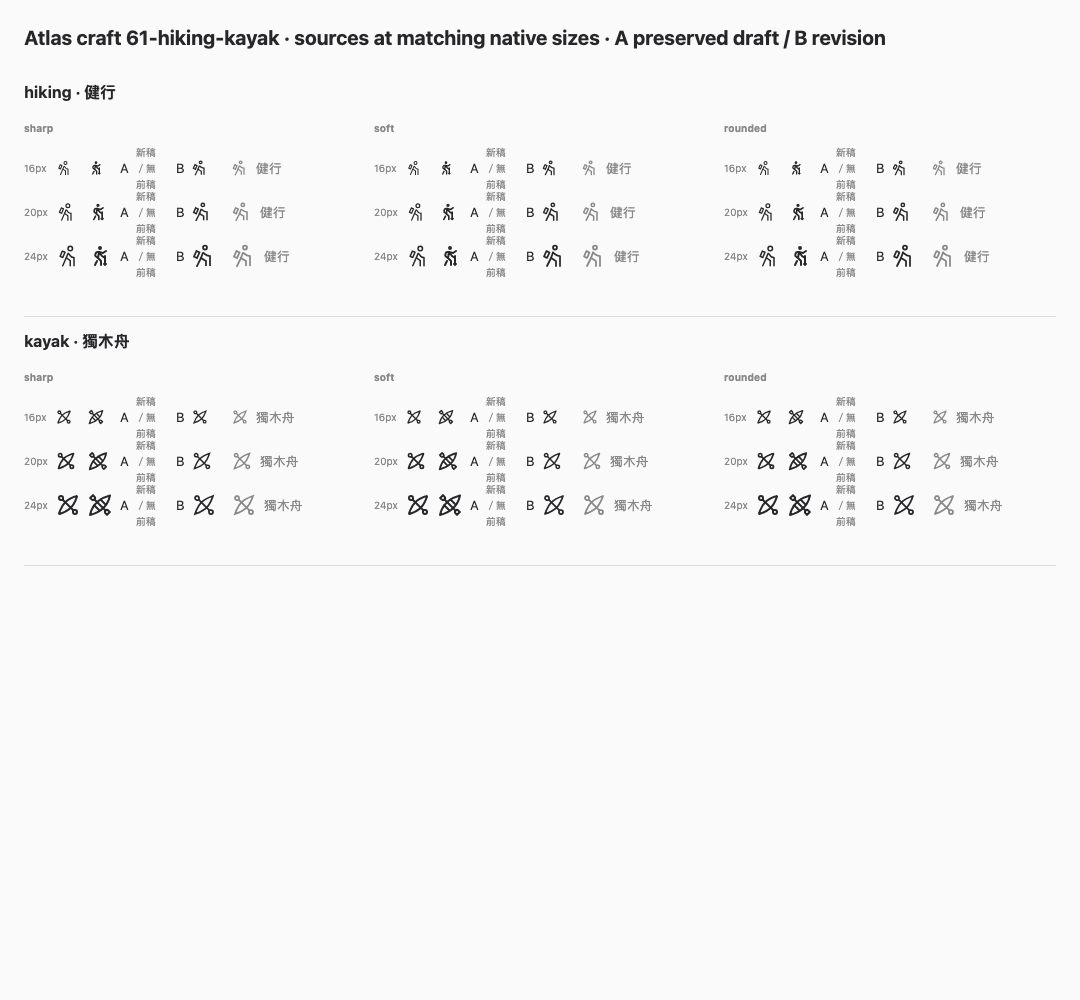 Atlas craft 61-hiking-kayak · sources at matching native sizes · A preserved draft / B revision
hiking · 健行
sharp
soft
rounded
16px A 新稿 / 無前稿 B 健行
16px A 新稿 / 無前稿 B 健行
16px A 新稿 / 無前稿 B 健行
20px A 新稿 / 無前稿 B 健行
20px A 新稿 / 無前稿 B 健行
20px A 新稿 / 無前稿 B 健行
24px A 新稿 / 無前稿 B 健行
24px A 新稿 / 無前稿 B 健行
24px A 新稿 / 無前稿 B 健行
kayak · 獨木舟
sharp
soft
rounded
16px A 新稿 / 無前稿 B 獨木舟
16px A 新稿 / 無前稿 B 獨木舟
16px A 新稿 / 無前稿 B 獨木舟
20px A 新稿 / 無前稿 B 獨木舟
20px A 新稿 / 無前稿 B 獨木舟
20px A 新稿 / 無前稿 B 獨木舟
24px A 新稿 / 無前稿 B 獨木舟
24px A 新稿 / 無前稿 B 獨木舟
24px A 新稿 / 無前稿 B 獨木舟